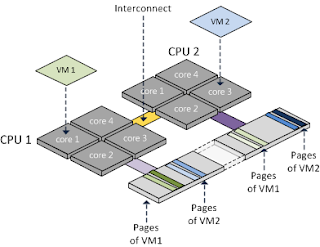 Interconnect
VM 1
VM 2
CPU 2
core 4
core 1
core 3
core 2
CPU 1
core 4
core 1
core 3
core 2
Pages
of VM1
Pages
of VM2
Pages
of VM1
Pages
of VM2